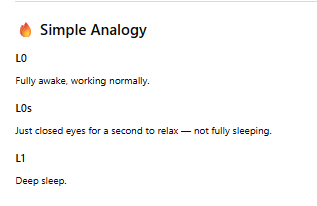 🔥 Simple Analogy
L0
Fully awake, working normally.
L0s
Just closed eyes for a second to relax — not fully sleeping.
L1
Deep sleep.